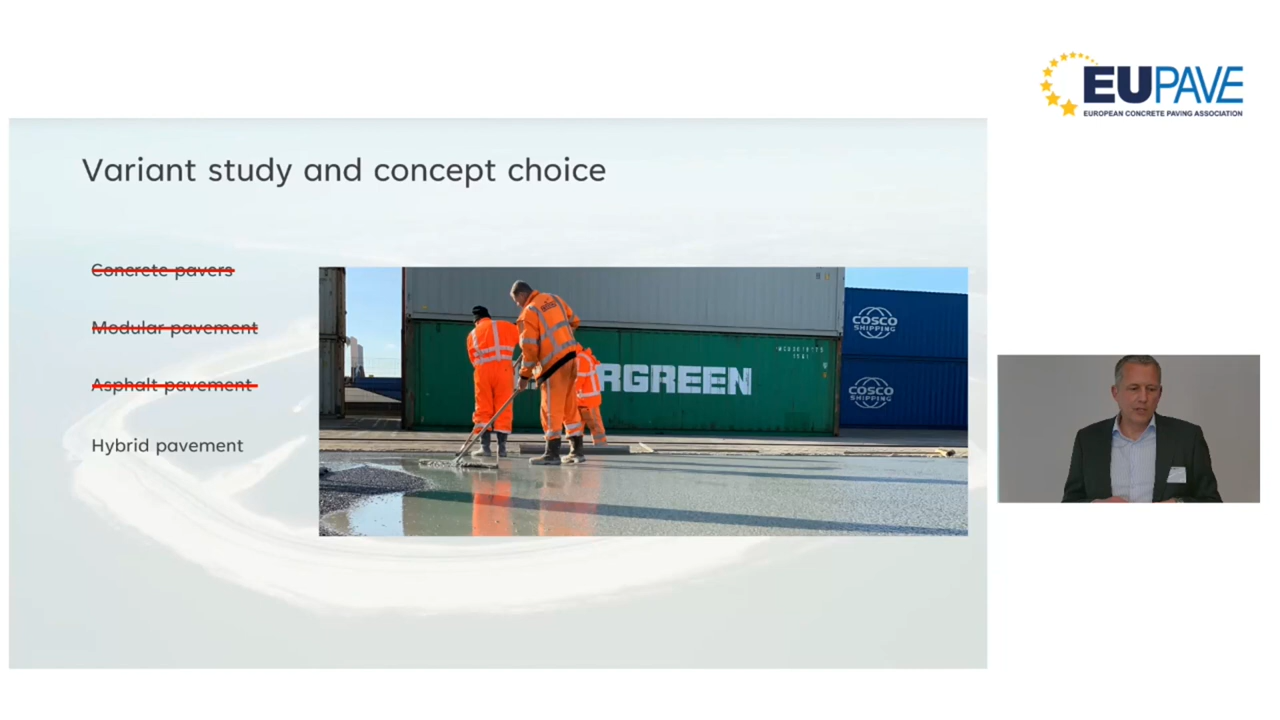 EUPAVE
EUROPEAN CONCRETE PAVING ASSOCIATION
Variant study and concept choice
Concrete pavers
Modular pavement
Asphalt pavement
Hybrid pavement
RGREEN
COSCO
SHIPPING
COSCO
SHIPPING